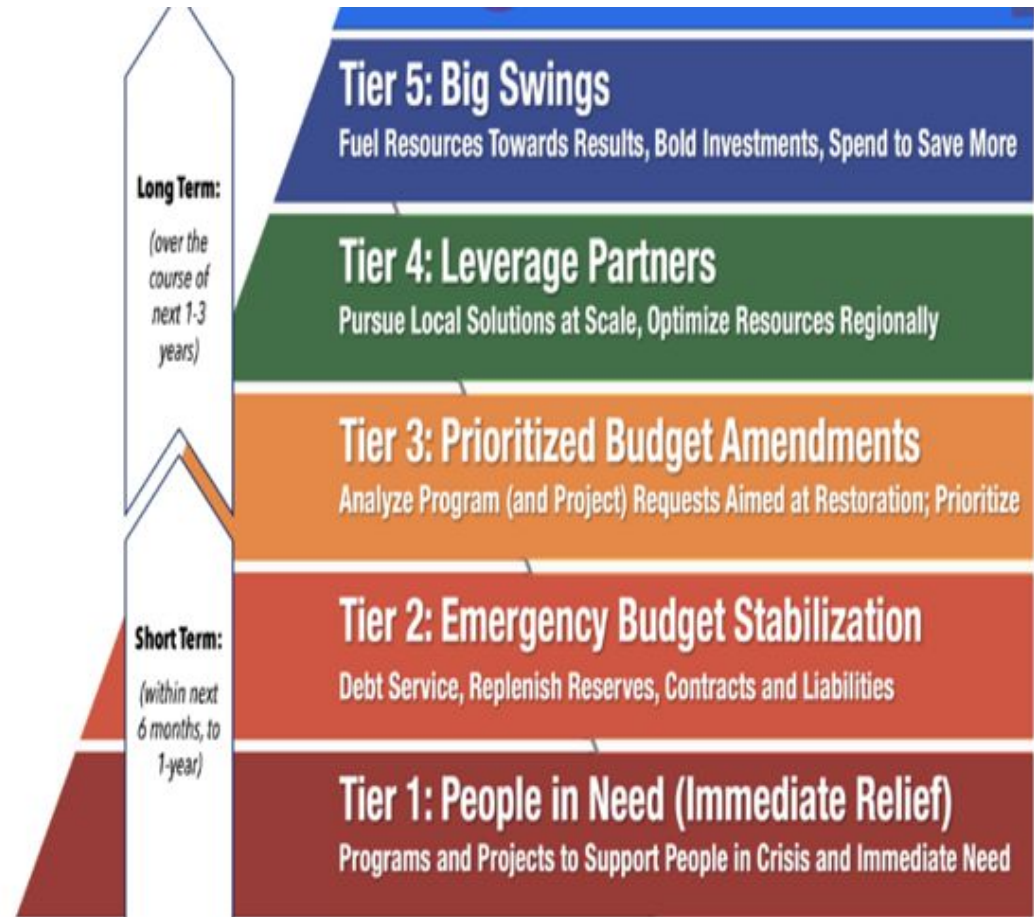 Tier 5: Big Swings
Fuel Resources Towards Results, Bold Investments, Spend to Save More
Long Term:
(over the
course of
next 1-3
years)
Tier 4: Leverage Partners
Pursue Local Solutions at Scale, Optimize Resources Regionally
Tier 3: Prioritized Budget Amendments
Analyze Program (and Project) Requests Aimed at Restoration; Prioritize
Tier 2: Emergency Budget Stabilization
Debt Service, Replenish Reserves, Contracts and Liabilities
Short Term:
(within next
6 months, to
1-year)
Tier 1: People in Need (Immediate Relief)
Programs and Projects to Support People in Crisis and Immediate Need